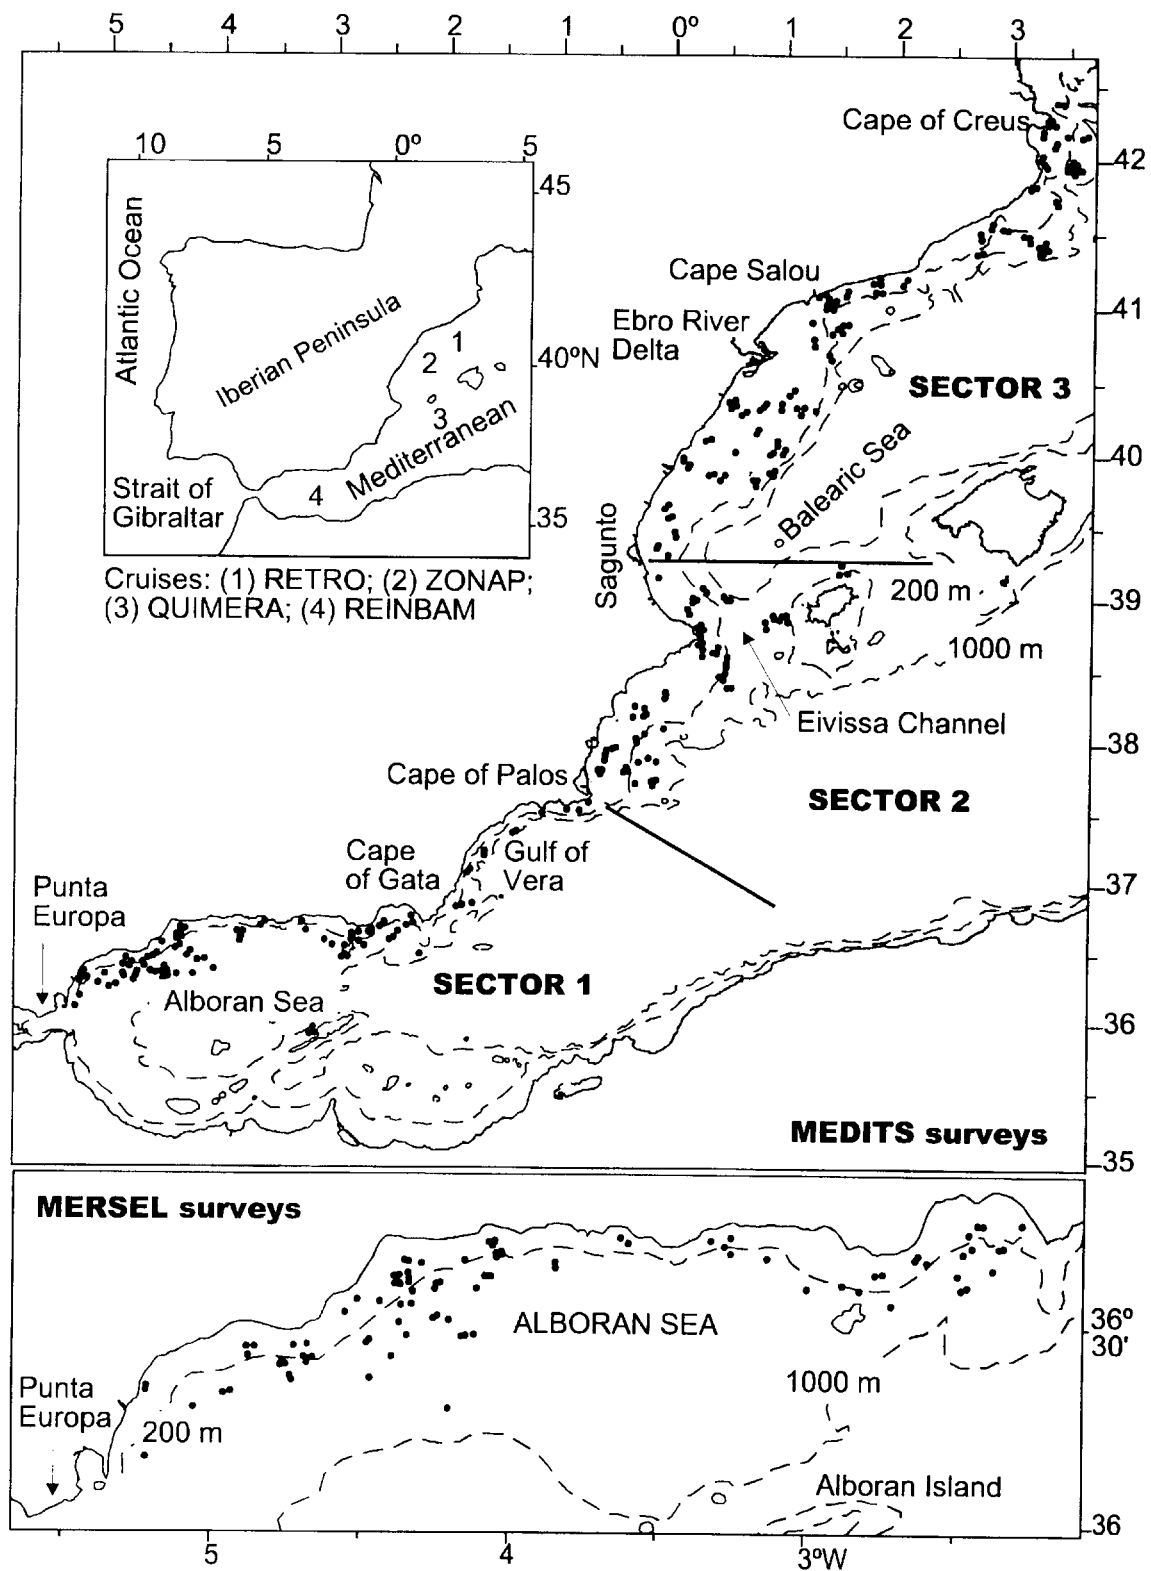 5 4 3 2 1 0º 1 2 3
Cape of Creus
42
10 5 0º 5
45
Atlantic Ocean
Iberian Peninsula
1
2
40ºN
3
Mediterranean
4
Strait of
Gibraltar
35
Cruises: (1) RETRO; (2) ZONAP;
(3) QUIMERA; (4) REINBAM
Cape Salou
41
Ebro River
Delta
SECTOR 3
40
Balearic Sea
Sagunto
200 m
39
1000 m
Eivissa Channel
38
Cape of Palos
SECTOR 2
Cape
of Gata
Gulf of
Vera
37
Punta
Europa
SECTOR 1
Alboran Sea
36
MEDITS surveys
35
MERSEL surveys
ALBORAN SEA
36º
30'
1000 m
Punta
Europa
200 m
Alboran Island
36
5 4 3ºW